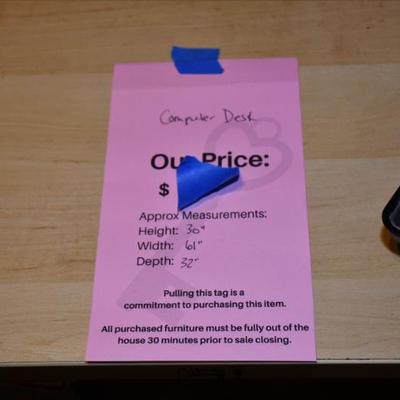 Computer Desk
Our Price:
$
Approx Measurements:
Height: 30"
Width: 61"
Depth: 32"
Pulling this tag is a
commitment to purchasing this item.
All purchased furniture must be fully out of the
house 30 minutes prior to sale closing.